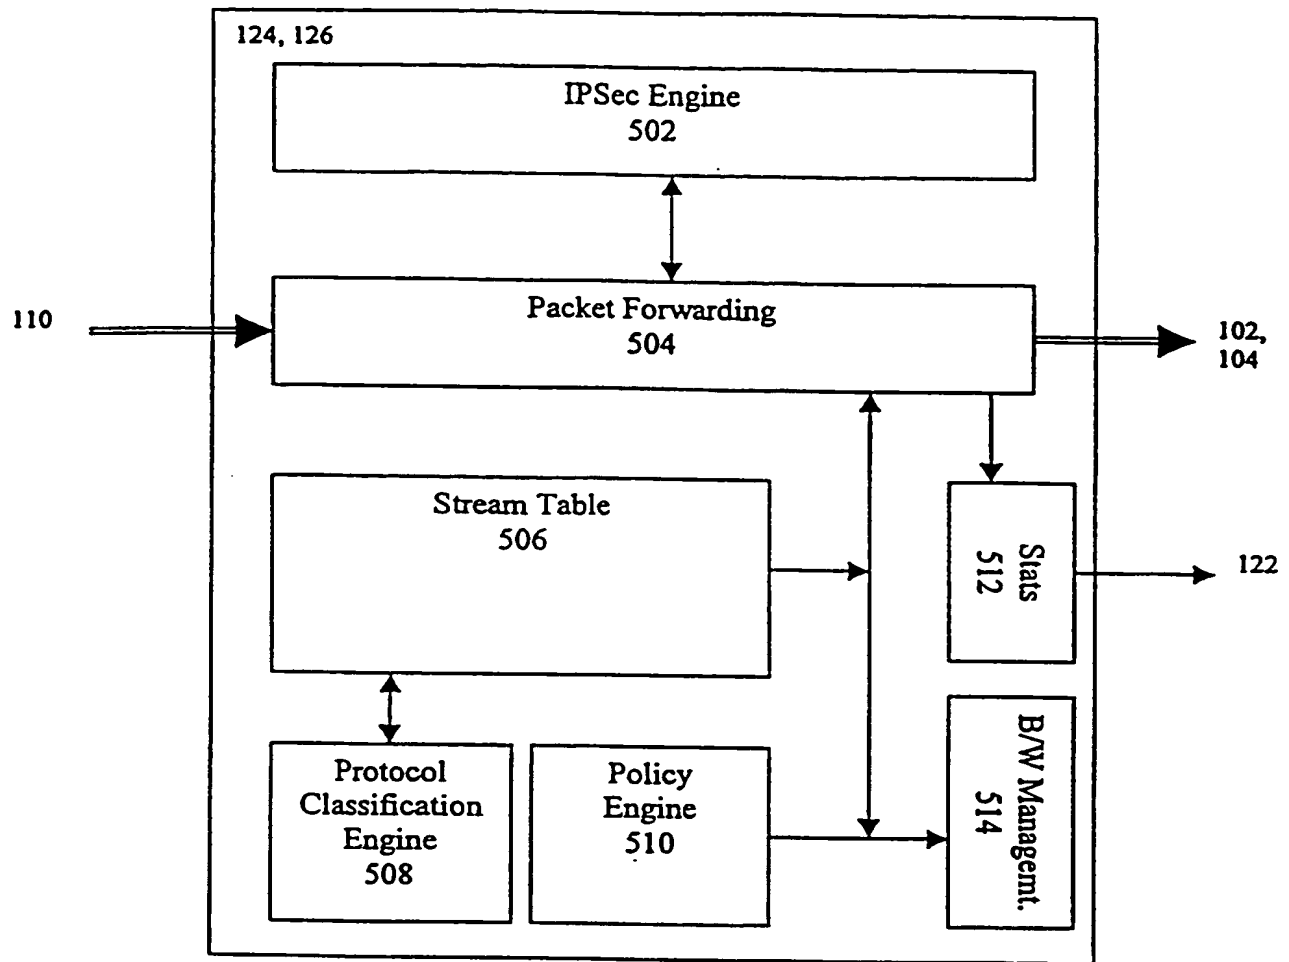 124, 126
IPSec Engine
502
Packet Forwarding
504
110
102,
104
Stream Table
506
Stats
512
122
Protocol
Classification
Engine
508
Policy
Engine
510
B/W Managemt.
514